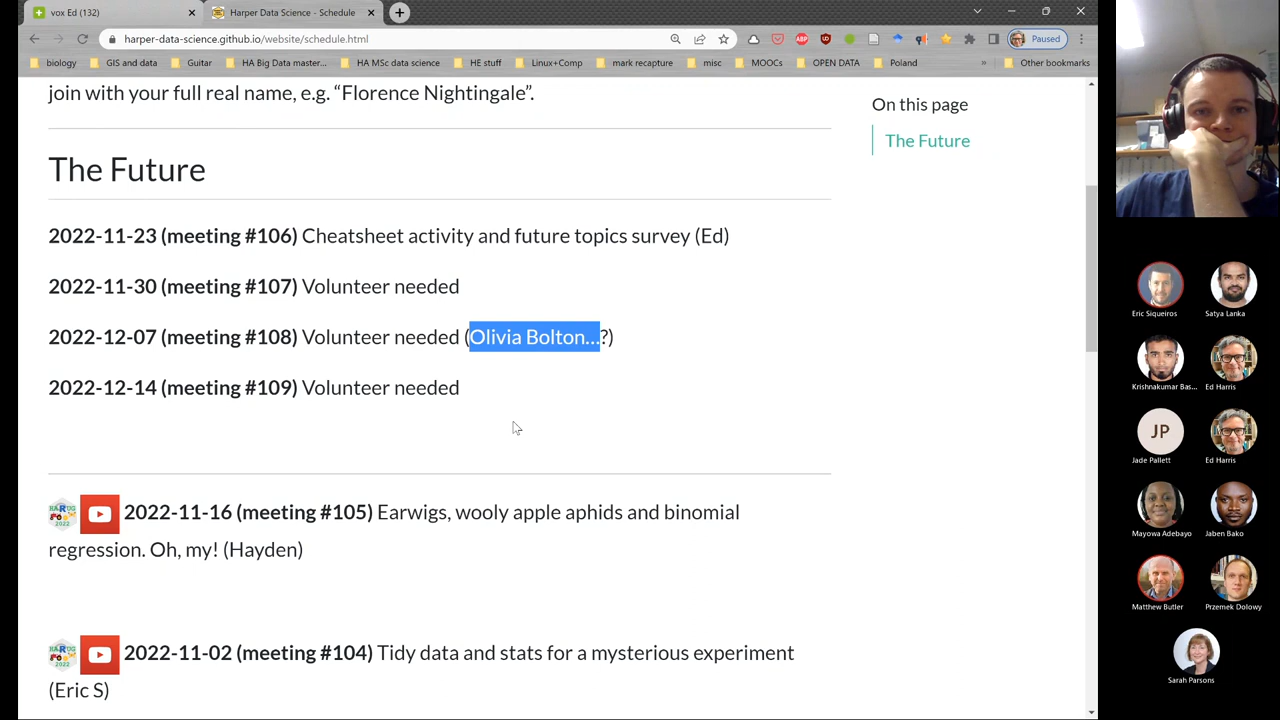 vox Ed (132)
Harper Data Science - Schedule
harper-data-science.github.io/website/schedule.html
Paused
biology
GIS and data
Guitar
HA Big Data master...
HA MSc data science
HE stuff
Linux+Comp
mark recapture
misc
MOOCs
OPEN DATA
Poland
»
Other bookmarks
join with your full real name, e.g. “Florence Nightingale”.
On this page
The Future
The Future
2022-11-23 (meeting #106) Cheatsheet activity and future topics survey (Ed)
2022-11-30 (meeting #107) Volunteer needed
2022-12-07 (meeting #108) Volunteer needed (Olivia Bolton...?)
2022-12-14 (meeting #109) Volunteer needed
2022-11-16 (meeting #105) Earwigs, wooly apple aphids and binomial
regression. Oh, my! (Hayden)
2022-11-02 (meeting #104) Tidy data and stats for a mysterious experiment
(Eric S)
Eric Siqueiros
Satya Lanka
Krishnakumar Bas...
Ed Harris
JP
Jade Pallett
Ed Harris
Mayowa Adebayo
Jaben Bako
Matthew Butler
Przemek Dolowy
Sarah Parsons